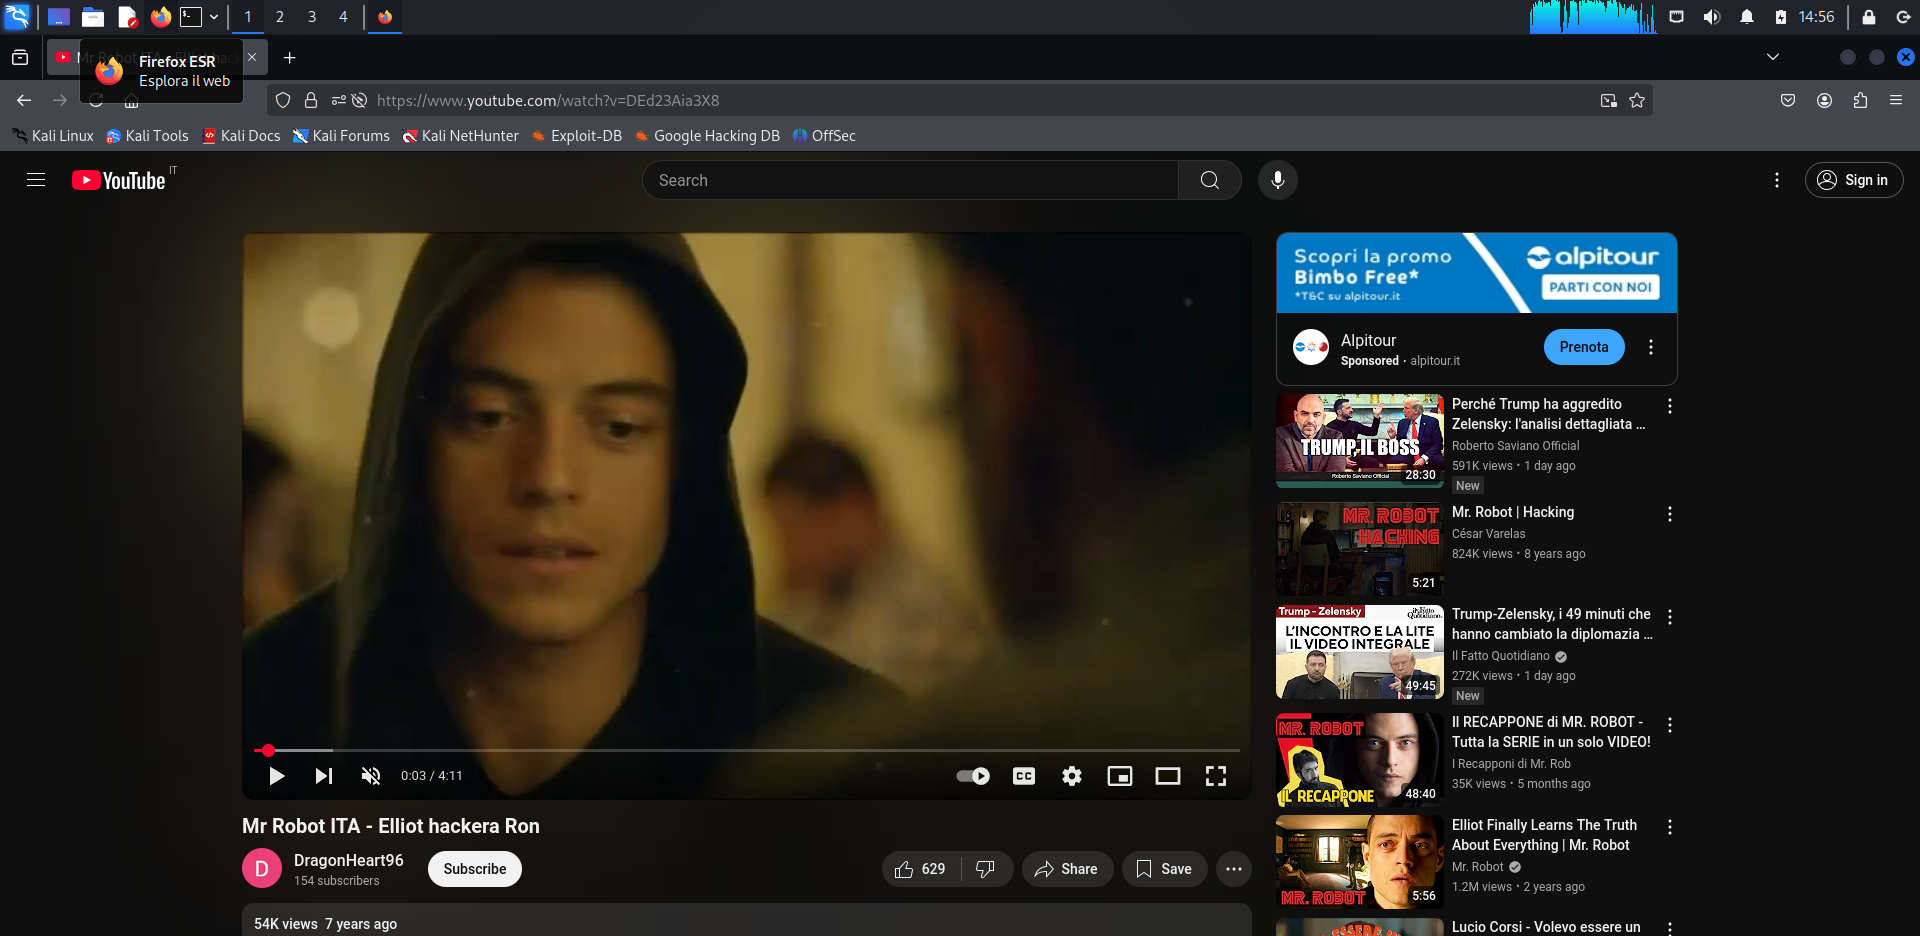 1 2 3 4
14:56
Mr Robot ITA - Elliot hac
Firefox ESR
Esplora il web
https://www.youtube.com/watch?v=DEd23Aia3X8
Kali Linux Kali Tools Kali Docs Kali Forums Kali NetHunter Exploit-DB Google Hacking DB OffSec
YouTube IT
Search
Sign in
Scopri la promo
Bimbo Free*
*T&C su alpitour.it
alpitour
PARTI CON NOI
Alpitour
Sponsored · alpitour.it
Prenota
TRUMP, IL BOSS
Roberto Saviano Official
28:30
Perché Trump ha aggredito
Zelensky: l'analisi dettagliata ...
Roberto Saviano Official
591K views • 1 day ago
New
MR. ROBOT
HACHING
5:21
Mr. Robot | Hacking
César Varelas
824K views • 8 years ago
Trump - Zelensky
il Fatto Quotidiano
L'INCONTRO E LA LITE
IL VIDEO INTEGRALE
49:45
Trump-Zelensky, i 49 minuti che
hanno cambiato la diplomazia ...
Il Fatto Quotidiano
272K views • 1 day ago
New
MR. ROBOT
IL RECAPPONE
48:40
Il RECAPPONE di MR. ROBOT -
Tutta la SERIE in un solo VIDEO!
I Recapponi di Mr. Rob
35K views • 5 months ago
MR. ROBOT
5:56
Elliot Finally Learns The Truth
About Everything | Mr. Robot
Mr. Robot
1.2M views • 2 years ago
Lucio Corsi - Volevo essere un
0:03 / 4:11
CC
Mr Robot ITA - Elliot hackera Ron
D
DragonHeart96
154 subscribers
Subscribe
629
Share
Save
54K views 7 years ago